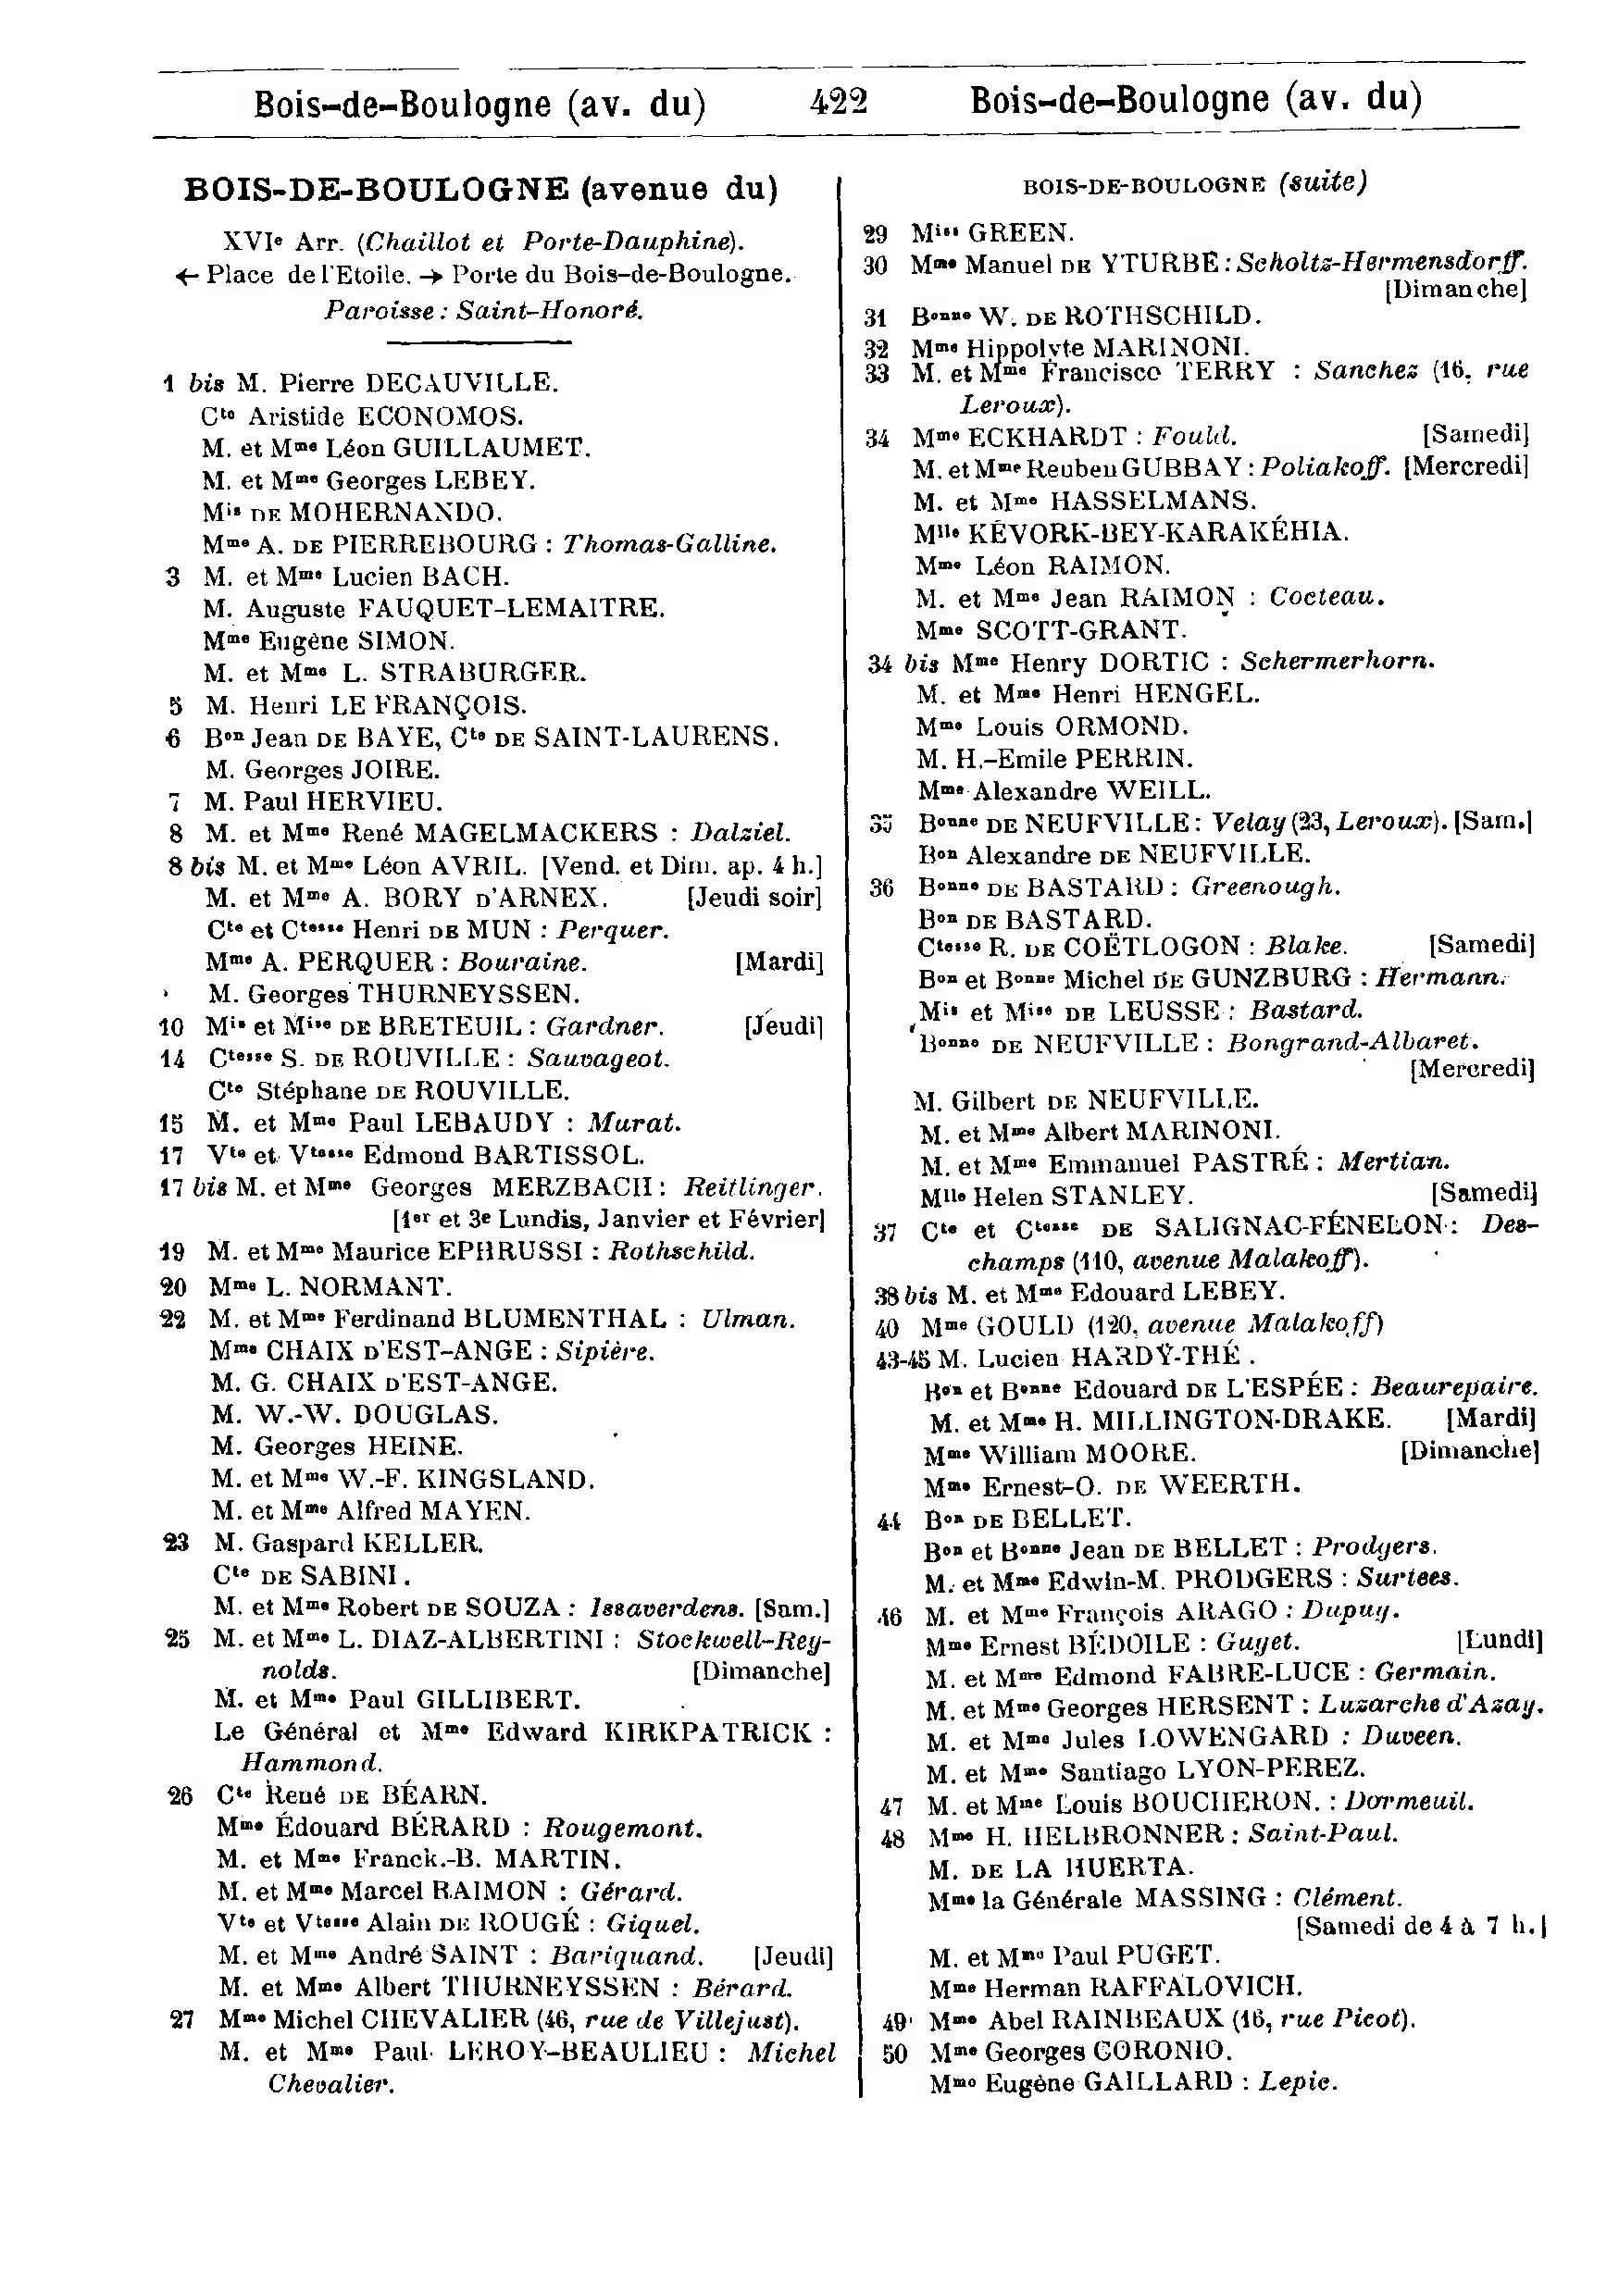 Bois-de-Boulogne (av. du) 422 Bois-de-Boulogne (av. du)
BOIS-DE-BOULOGNE (avenue du)
XVIe Arr. (Chaillot et Porte-Dauphine).
← Place de l'Etoile. → Porte du Bois-de-Boulogne.
Paroisse : Saint-Honoré.
1 bis M. Pierre DECAUVILLE.
Cte Aristide ECONOMOS.
M. et Mme Léon GUILLAUMET.
M. et Mme Georges LEBEY.
Mis DE MOHERNANDO.
Mme A. DE PIERREBOURG : Thomas-Galline.
3 M. et Mme Lucien BACH.
M. Auguste FAUQUET-LEMAITRE.
Mme Eugène SIMON.
M. et Mme L. STRABURGER.
5 M. Henri LE FRANÇOIS.
6 Bon Jean DE BAYE, Cte DE SAINT-LAURENS.
M. Georges JOIRE.
7 M. Paul HERVIEU.
8 M. et Mme René MAGELMACKERS : Dalziel.
8 bis M. et Mme Léon AVRIL. [Vend. et Dim. ap. 4 h.]
M. et Mme A. BORY D'ARNEX. [Jeudi soir]
Cte et Ctesse Henri DE MUN : Perquer.
Mme A. PERQUER : Bouraine. [Mardi]
M. Georges THURNEYSSEN.
10 Mis et Mise DE BRETEUIL : Gardner. [Jeudi]
14 Ctesse S. DE ROUVILLE : Sauvageot.
Cte Stéphane DE ROUVILLE.
15 M. et Mme Paul LEBAUDY : Murat.
17 Vte et Vtesse Edmond BARTISSOL.
17 bis M. et Mme Georges MERZBACH : Reitlinger.
[1er et 3e Lundis, Janvier et Février]
19 M. et Mme Maurice EPHRUSSI : Rothschild.
20 Mme L. NORMANT.
22 M. et Mme Ferdinand BLUMENTHAL : Ulman.
Mme CHAIX D'EST-ANGE : Sipière.
M. G. CHAIX D'EST-ANGE.
M. W.-W. DOUGLAS.
M. Georges HEINE.
M. et Mme W.-F. KINGSLAND.
M. et Mme Alfred MAYEN.
23 M. Gaspard KELLER.
Cte DE SABINI.
M. et Mme Robert DE SOUZA : Issaverdens. [Sam.]
25 M. et Mme L. DIAZ-ALBERTINI : Stockwell-Rey-
nolds. [Dimanche]
M. et Mme Paul GILLIBERT.
Le Général et Mme Edward KIRKPATRICK :
Hammond.
26 Cte René DE BÉARN.
Mme Édouard BÉRARD : Rougemont.
M. et Mme Franck.-B. MARTIN.
M. et Mme Marcel RAIMON : Gérard.
Vte et Vtesse Alain DE ROUGÉ : Giquel.
M. et Mme André SAINT : Bariquand. [Jeudi]
M. et Mme Albert THURNEYSSEN : Bérard.
27 Mme Michel CHEVALIER (46, rue de Villejust).
M. et Mme Paul LEROY-BEAULIEU : Michel
Chevalier.
BOIS-DE-BOULOGNE (suite)
29 Miss GREEN.
30 Mme Manuel DE YTURBE : Scholtz-Hermensdorff.
[Dimanche]
31 Bonne W. DE ROTHSCHILD.
32 Mme Hippolyte MARINONI.
33 M. et Mme Francisco TERRY : Sanchez (16, rue
Leroux).
34 Mme ECKHARDT : Fould. [Samedi]
M. et Mme Reuben GUBBAY : Poliakoff. [Mercredi]
M. et Mme HASSELMANS.
Mlle KÉVORK-BEY-KARAKÉHIA.
Mme Léon RAIMON.
M. et Mme Jean RAIMON : Cocteau.
Mme SCOTT-GRANT.
34 bis Mme Henry DORTIC : Schermerhorn.
M. et Mme Henri HENGEL.
Mme Louis ORMOND.
M. H.-Emile PERRIN.
Mme Alexandre WEILL.
35 Bonne DE NEUFVILLE : Velay (23, Leroux). [Sam.]
Bon Alexandre DE NEUFVILLE.
36 Bonne DE BASTARD : Greenough.
Bon DE BASTARD.
Ctesse R. DE COËTLOGON : Blake. [Samedi]
Bon et Bonne Michel DE GUNZBURG : Hermann.
Mis et Mise DE LEUSSE : Bastard.
Bonne DE NEUFVILLE : Bongrand-Albaret.
[Mercredi]
M. Gilbert DE NEUFVILLE.
M. et Mme Albert MARINONI.
M. et Mme Emmanuel PASTRÉ : Mertian.
Mlle Helen STANLEY. [Samedi]
37 Cte et Ctesse DE SALIGNAC-FÉNELON : Des-
champs (110, avenue Malakoff).
38 bis M. et Mme Edouard LEBEY.
40 Mme GOULD (120, avenue Malakoff)
43-45 M. Lucien HARDY-THÉ.
Bon et Bonne Edouard DE L'ESPÉE : Beaurepaire.
M. et Mme H. MILLINGTON-DRAKE. [Mardi]
Mme William MOORE. [Dimanche]
Mme Ernest-O. DE WEERTH.
44 Bon DE BELLET.
Bon et Bonne Jean DE BELLET : Prodgers.
M. et Mme Edwin-M. PRODGERS : Surtees.
46 M. et Mme François ARAGO : Dupuy.
Mme Ernest BÉDOILE : Guyet. [Lundi]
M. et Mme Edmond FABRE-LUCE : Germain.
M. et Mme Georges HERSENT : Luzarche d'Azay.
M. et Mme Jules LOWENGARD : Duveen.
M. et Mme Santiago LYON-PEREZ.
47 M. et Mme Louis BOUCHERON. : Dormeuil.
48 Mme H. HELBRONNER : Saint-Paul.
M. DE LA HUERTA.
Mme la Générale MASSING : Clément.
[Samedi de 4 à 7 h.]
M. et Mme Paul PUGET.
Mme Herman RAFFALOVICH.
49 Mme Abel RAINBEAUX (16, rue Picot).
50 Mme Georges CORONIO.
Mme Eugène GAILLARD : Lepic.